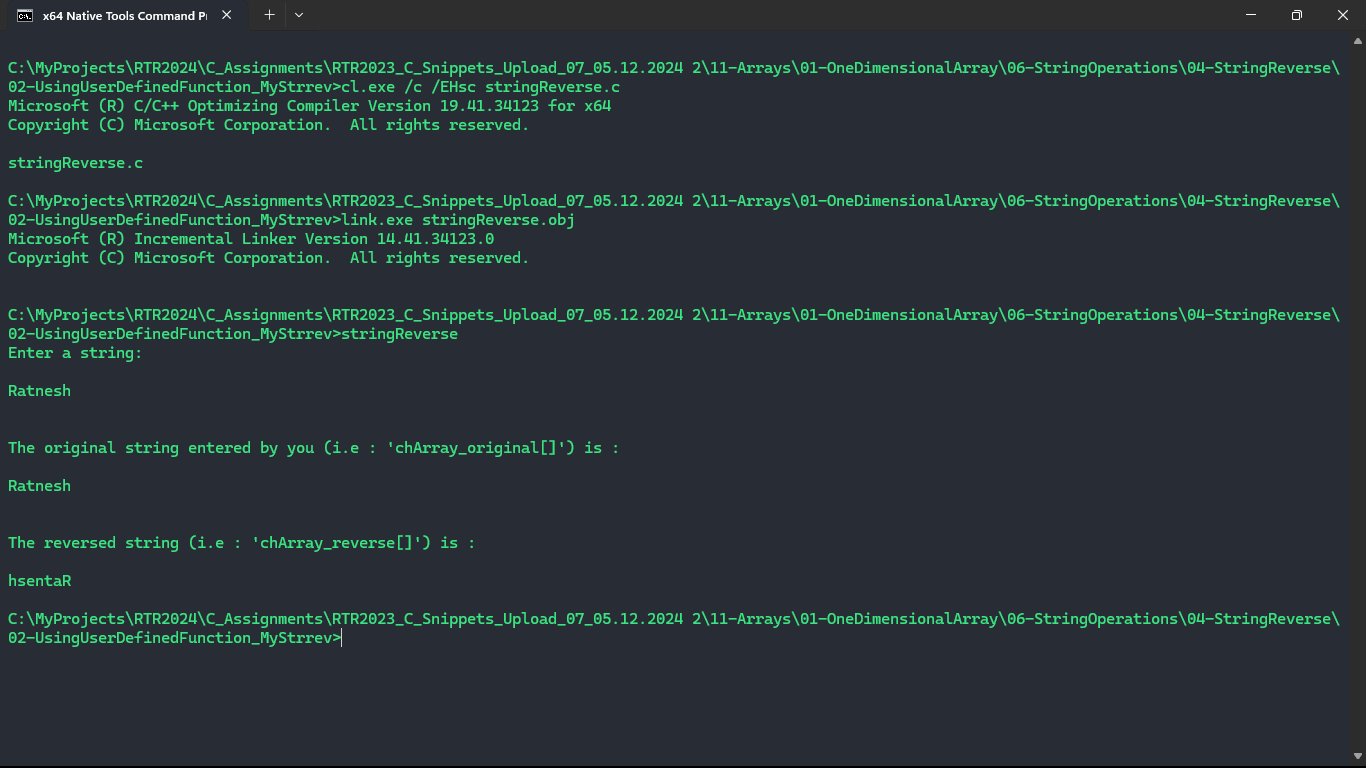 x64 Native Tools Command Pr
C:\MyProjects\RTR2024\C_Assignments\RTR2023_C_Snippets_Upload_07_05.12.2024 2\11-Arrays\01-OneDimensionalArray\06-StringOperations\04-StringReverse\
02-UsingUserDefinedFunction_MyStrrev>cl.exe /c /EHsc stringReverse.c
Microsoft (R) C/C++ Optimizing Compiler Version 19.41.34123 for x64
Copyright (C) Microsoft Corporation.  All rights reserved.
stringReverse.c
C:\MyProjects\RTR2024\C_Assignments\RTR2023_C_Snippets_Upload_07_05.12.2024 2\11-Arrays\01-OneDimensionalArray\06-StringOperations\04-StringReverse\
02-UsingUserDefinedFunction_MyStrrev>link.exe stringReverse.obj
Microsoft (R) Incremental Linker Version 14.41.34123.0
Copyright (C) Microsoft Corporation.  All rights reserved.
C:\MyProjects\RTR2024\C_Assignments\RTR2023_C_Snippets_Upload_07_05.12.2024 2\11-Arrays\01-OneDimensionalArray\06-StringOperations\04-StringReverse\
02-UsingUserDefinedFunction_MyStrrev>stringReverse
Enter a string:
Ratnesh
The original string entered by you (i.e : 'chArray_original[]') is :
Ratnesh
The reversed string (i.e : 'chArray_reverse[]') is :
hsentaR
C:\MyProjects\RTR2024\C_Assignments\RTR2023_C_Snippets_Upload_07_05.12.2024 2\11-Arrays\01-OneDimensionalArray\06-StringOperations\04-StringReverse\
02-UsingUserDefinedFunction_MyStrrev>